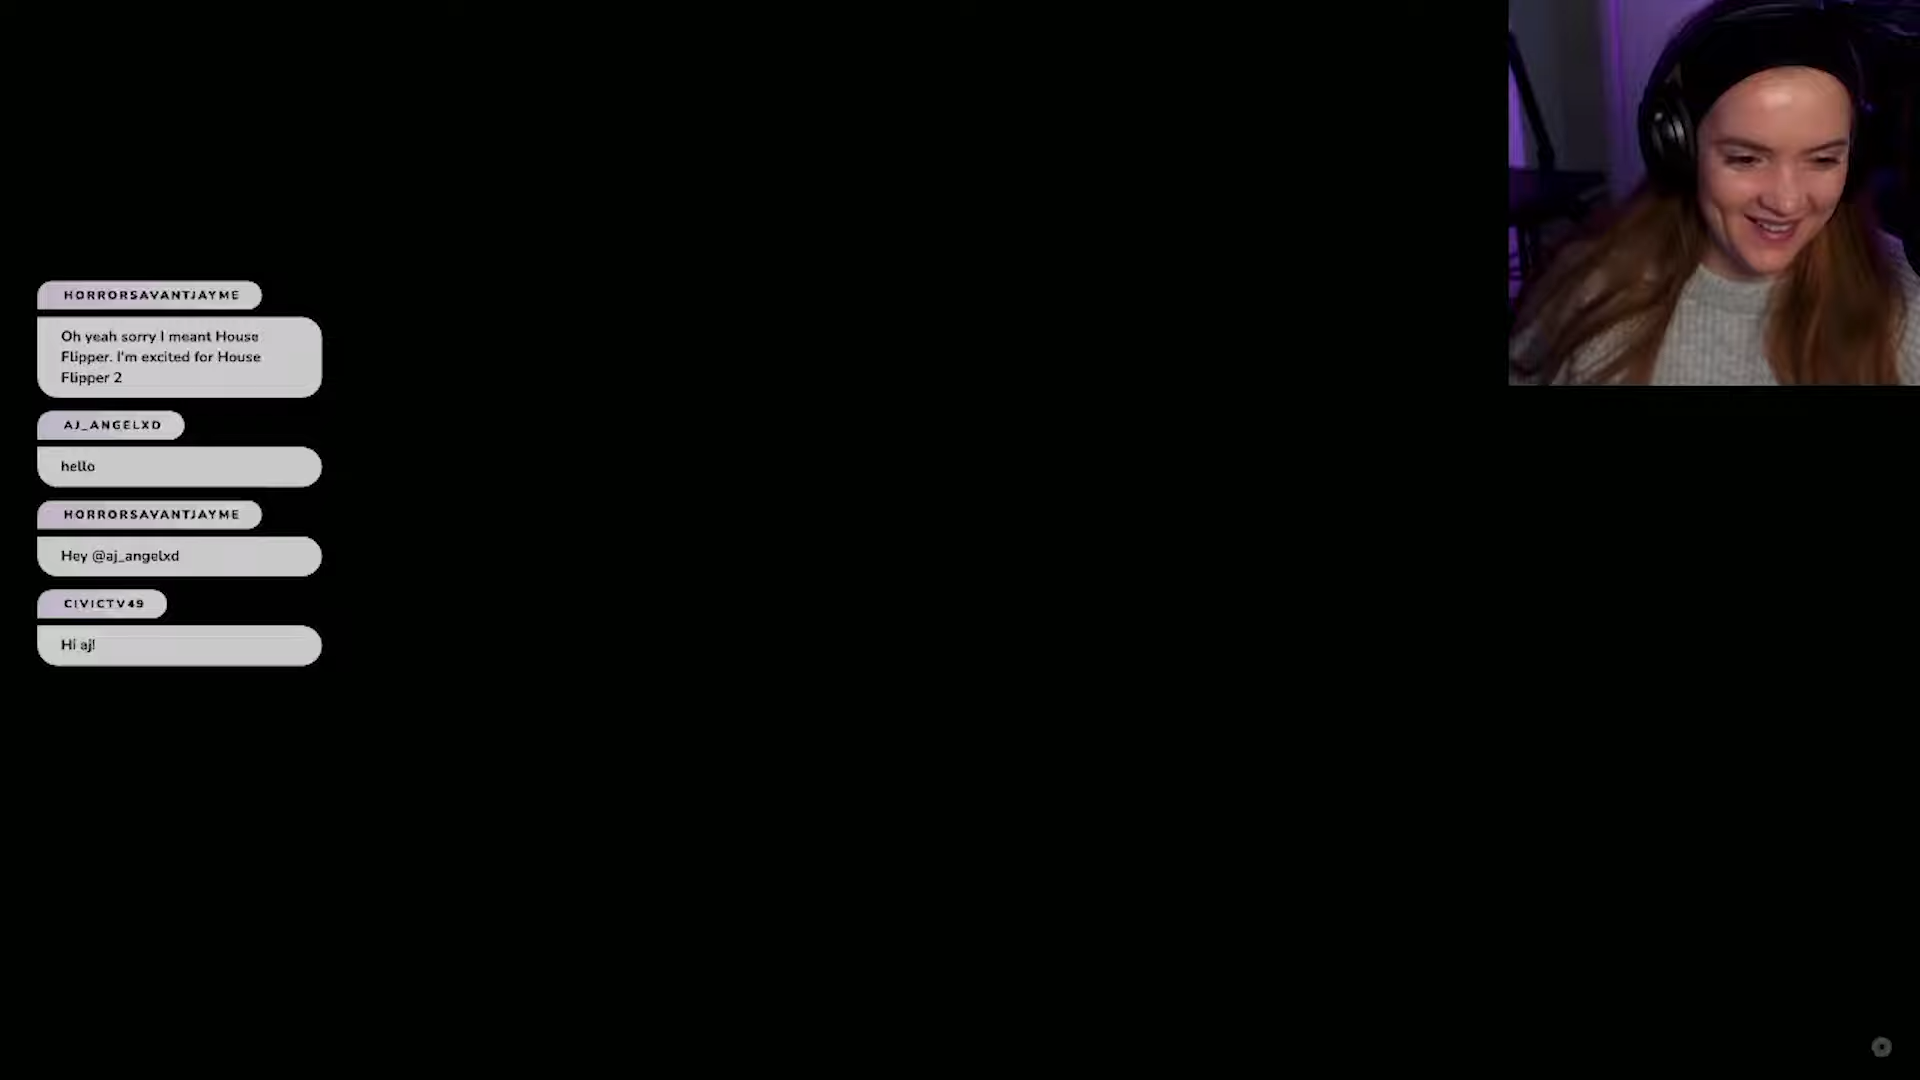 HORRORSAVANTJAYME
Oh yeah sorry I meant House
Flipper. I'm excited for House
Flipper 2
AJ_ANGELXD
hello
HORRORSAVANTJAYME
Hey @aj_angelxd
CIVICTV49
Hi aj!